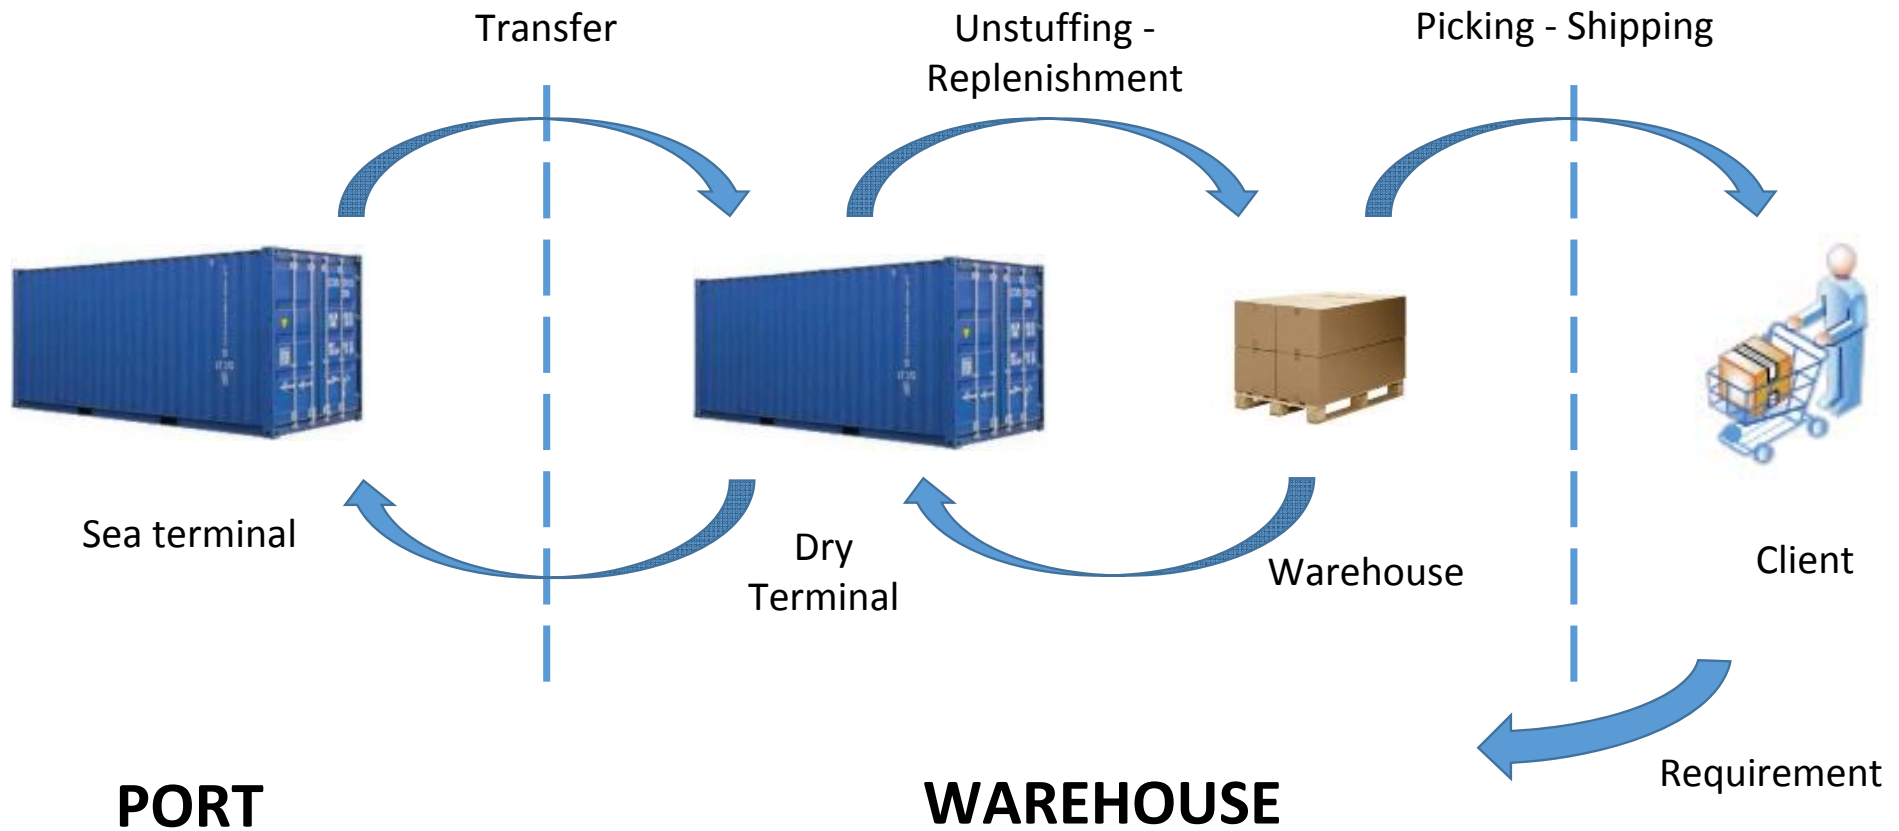 Transfer
Unstuffing -
Replenishment
Picking - Shipping
Sea terminal
Dry
Terminal
Warehouse
Client
Requirement
PORT
WAREHOUSE